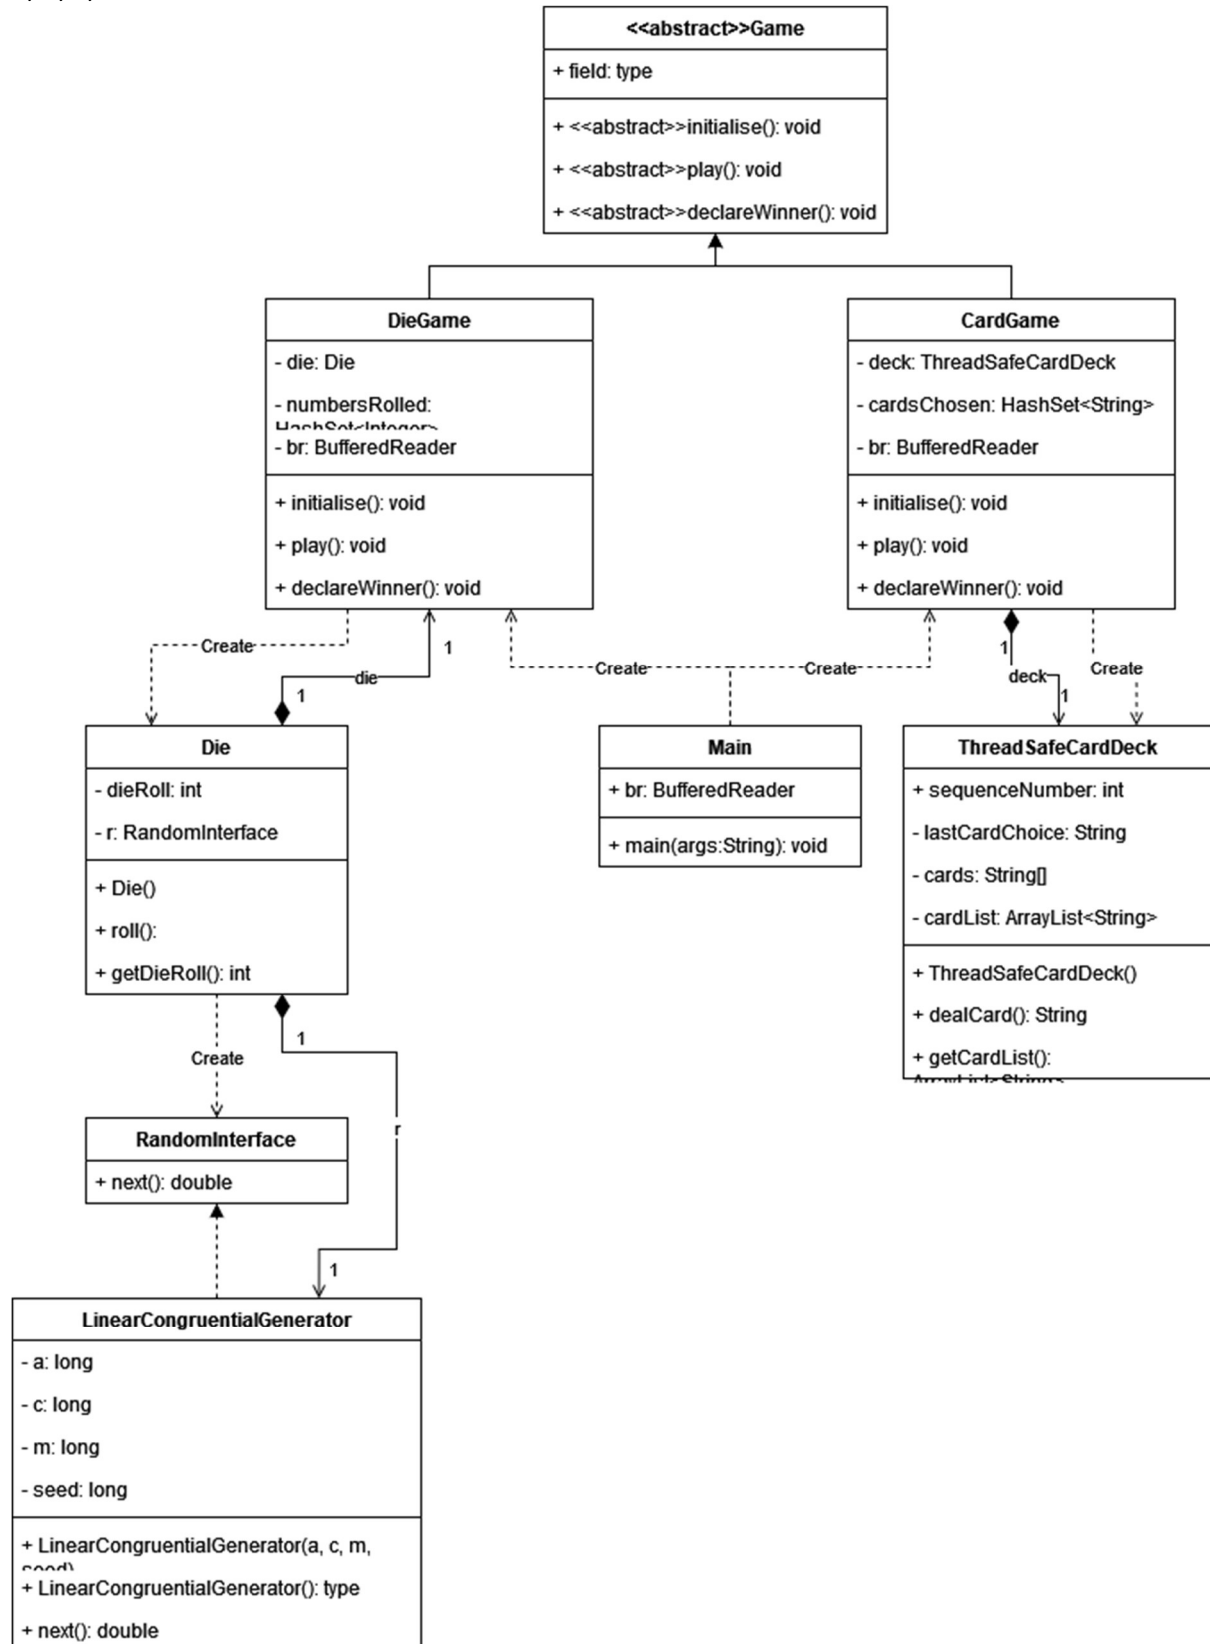 <<abstract>>Game
+ field: type
+ <<abstract>>initialise(): void
+ <<abstract>>play(): void
+ <<abstract>>declareWinner(): void
DieGame
- die: Die
- numbersRolled:
HashSet<Integer>
- br: BufferedReader
+ initialise(): void
+ play(): void
+ declareWinner(): void
CardGame
- deck: ThreadSafeCardDeck
- cardsChosen: HashSet<String>
- br: BufferedReader
+ initialise(): void
+ play(): void
+ declareWinner(): void
Create
die
1
1
Create
Create
1
deck
1
Create
Die
- dieRoll: int
- r: RandomInterface
+ Die()
+ roll():
+ getDieRoll(): int
Main
+ br: BufferedReader
+ main(args:String): void
ThreadSafeCardDeck
+ sequenceNumber: int
- lastCardChoice: String
- cards: String[]
- cardList: ArrayList<String>
+ ThreadSafeCardDeck()
+ dealCard(): String
+ getCardList():
ArrayList<String>
Create
1
r
1
RandomInterface
+ next(): double
LinearCongruentialGenerator
- a: long
- c: long
- m: long
- seed: long
+ LinearCongruentialGenerator(a, c, m,
seed)
+ LinearCongruentialGenerator(): type
+ next(): double